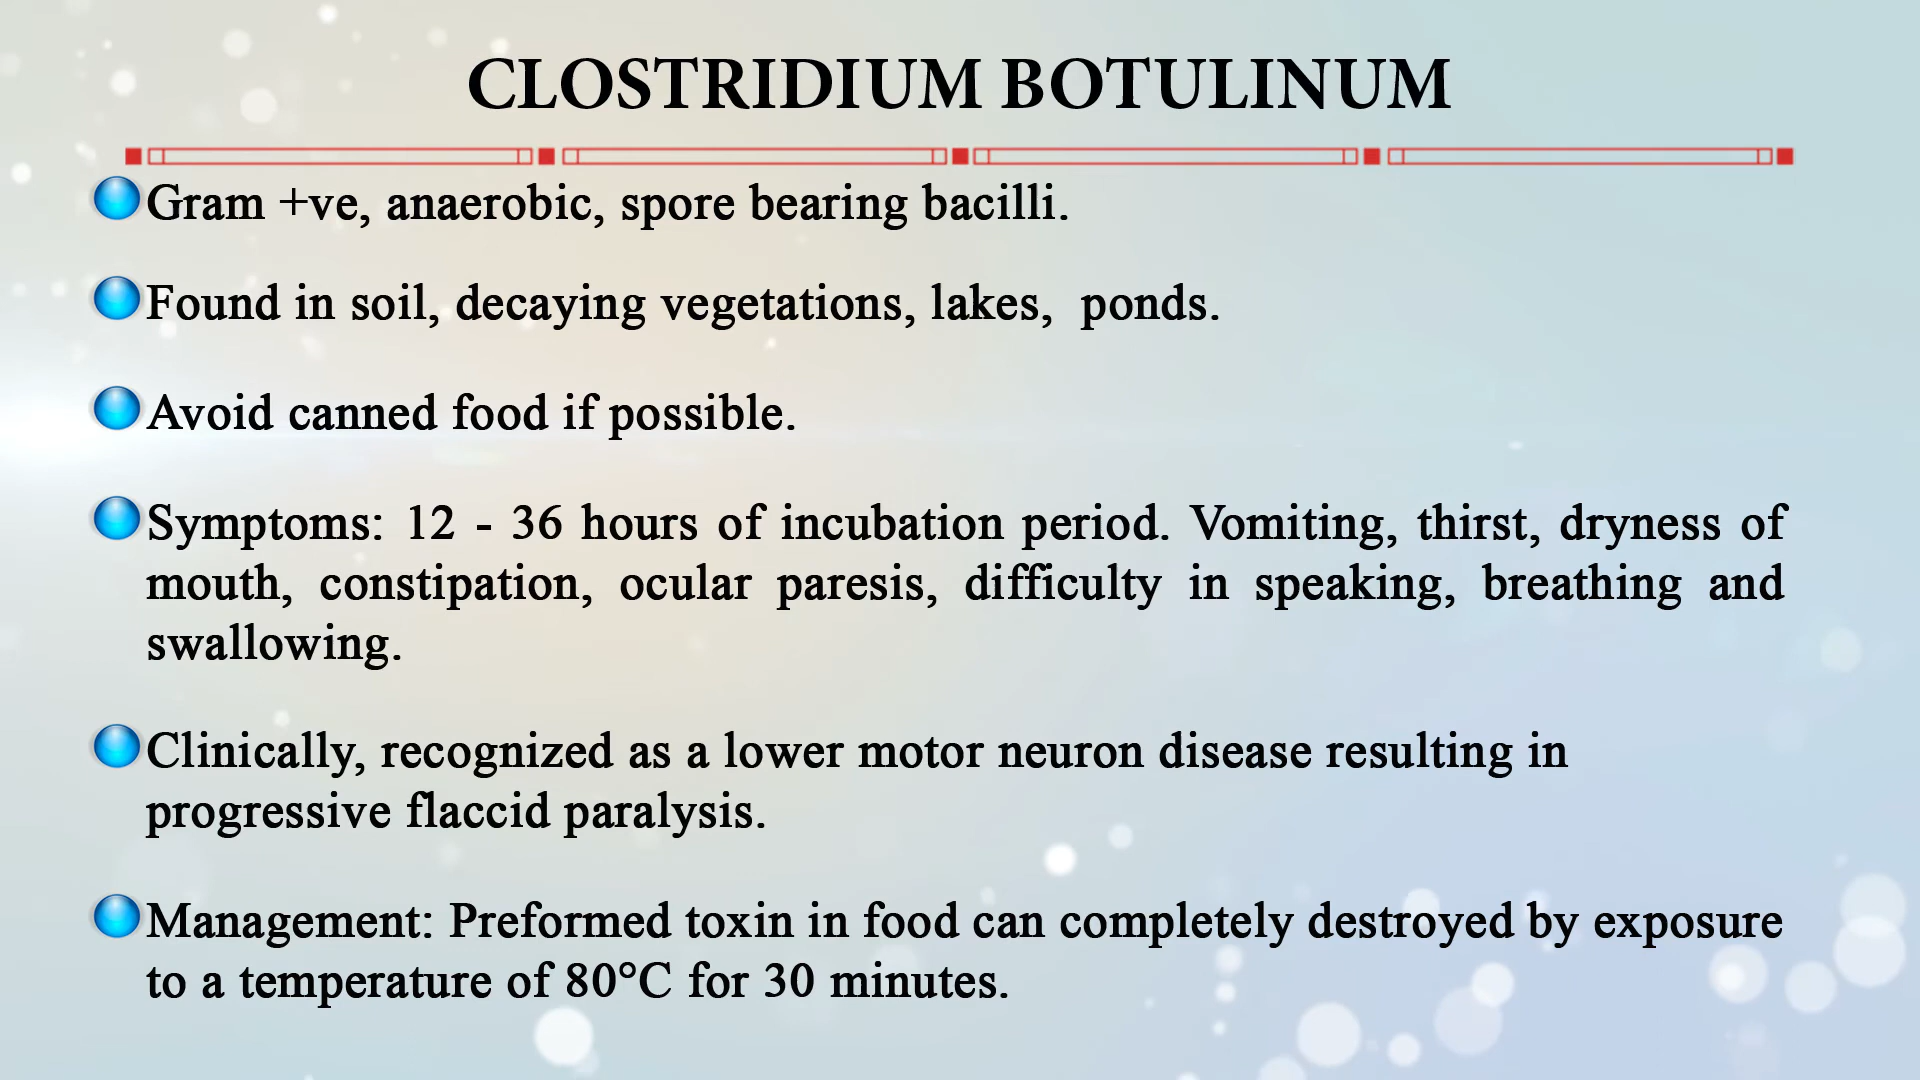 CLOSTRIDIUM BOTULINUM
Gram +ve, anaerobic, spore bearing bacilli.
Found in soil, decaying vegetations, lakes,  ponds.
Avoid canned food if possible.
Symptoms: 12 - 36 hours of incubation period. Vomiting, thirst, dryness of
mouth, constipation, ocular paresis, difficulty in speaking, breathing and
swallowing.
Clinically, recognized as a lower motor neuron disease resulting in
progressive flaccid paralysis.
Management: Preformed toxin in food can completely destroyed by exposure
to a temperature of 80°C for 30 minutes.